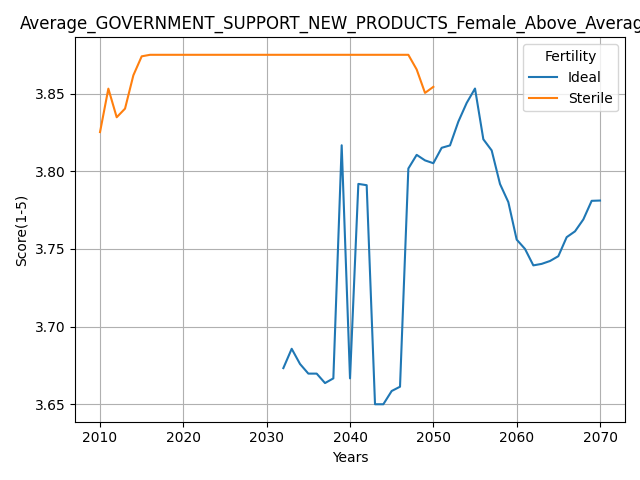 Average_GOVERNMENT_SUPPORT_NEW_PRODUCTS_Female_Above_Averag
Fertility
Ideal
Sterile
3.85
3.80
3.75
3.70
3.65
Score(1-5)
2010 2020 2030 2040 2050 2060 2070
Years